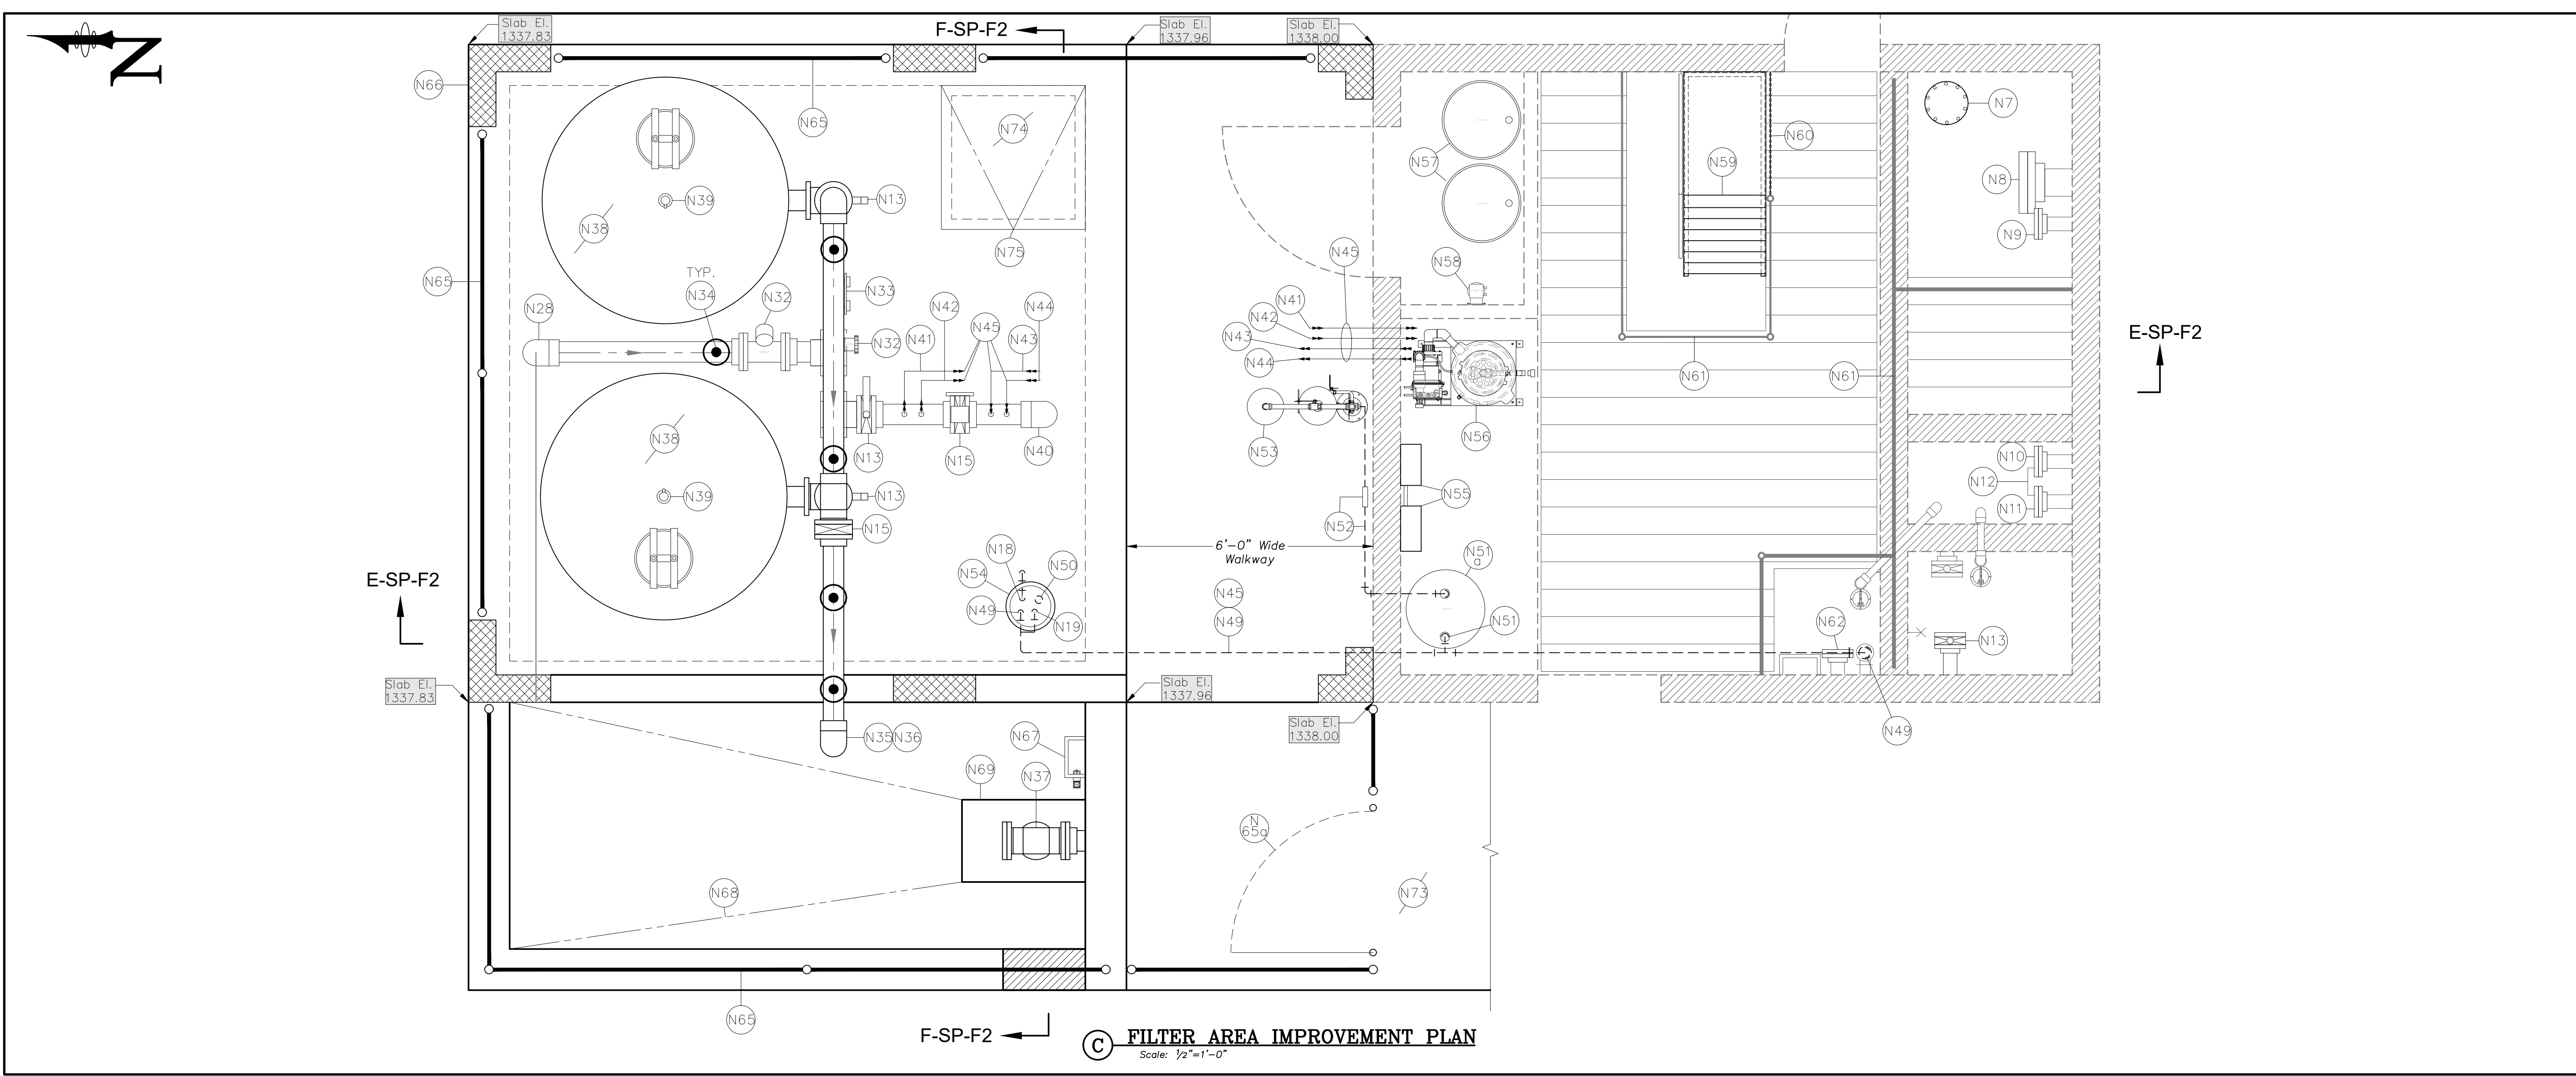 Slab El.
1337.83
F-SP-F2
Slab El.
1337.96
Slab El.
1338.00
N
N66
N65
N74
N57
N60
N7
N59
N8
N39
N13
N38
N9
N75
N45
N58
N65
TYP.
N34
N32
N33
N28
N42
N44
N41
N42
N43
N44
N41
N45
N43
N32
E-SP-F2
N61
N61
N38
N13
N15
N40
N53
N56
N10
N12
N11
N39
N13
N15
N55
N52
6'-0" Wide
Walkway
N18
N54
N50
N49
N19
N51
a
N51
E-SP-F2
N45
N49
N62
N13
Slab El.
1337.83
Slab El.
1337.96
Slab El.
1338.00
N49
N35
N36
N67
N69
N37
N
65a
N68
N73
N65
F-SP-F2
C
FILTER AREA IMPROVEMENT PLAN
Scale: 1/2"=1'-0"